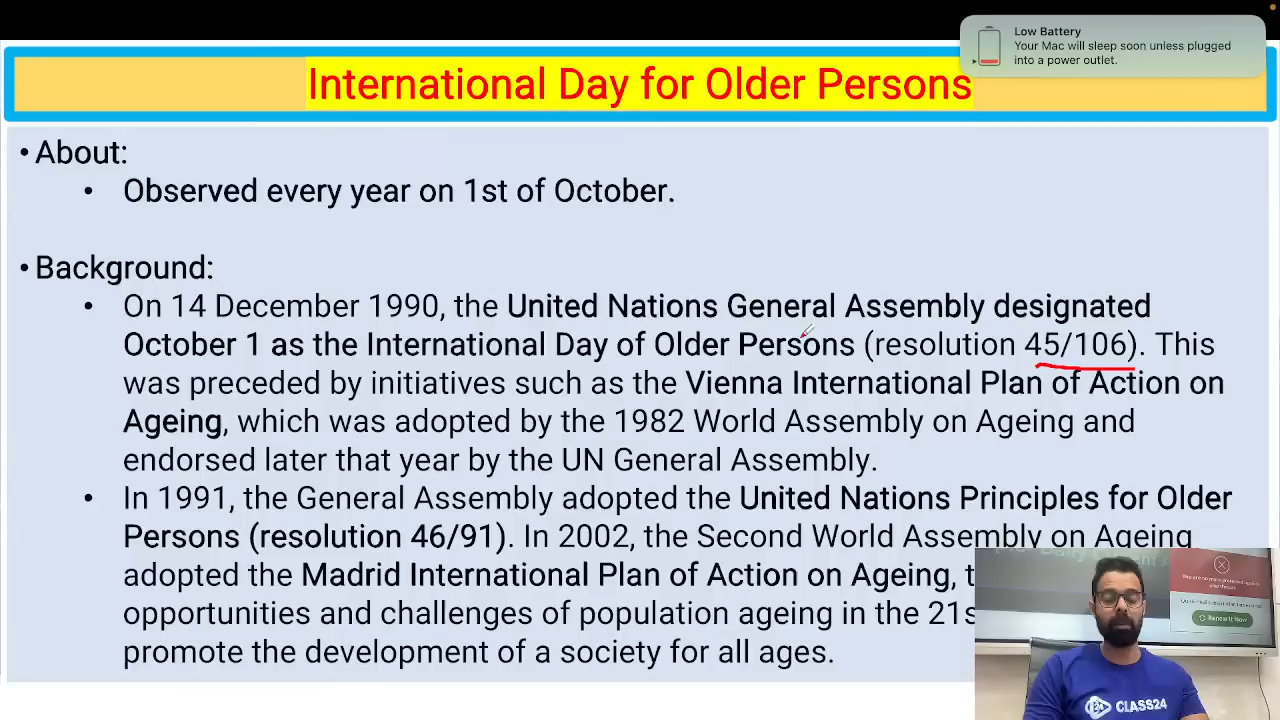 Low Battery
Your Mac will sleep soon unless plugged
into a power outlet.
International Day for Older Persons
• About:
• Observed every year on 1st of October.
• Background:
• On 14 December 1990, the United Nations General Assembly designated
October 1 as the International Day of Older Persons (resolution 45/106). This
was preceded by initiatives such as the Vienna International Plan of Action on
Ageing, which was adopted by the 1982 World Assembly on Ageing and
endorsed later that year by the UN General Assembly.
• In 1991, the General Assembly adopted the United Nations Principles for Older
Persons (resolution 46/91). In 2002, the Second World Assembly on Ageing
adopted the Madrid International Plan of Action on Ageing, t
opportunities and challenges of population ageing in the 21s
promote the development of a society for all ages.
Renew It Now
24 CLASS24